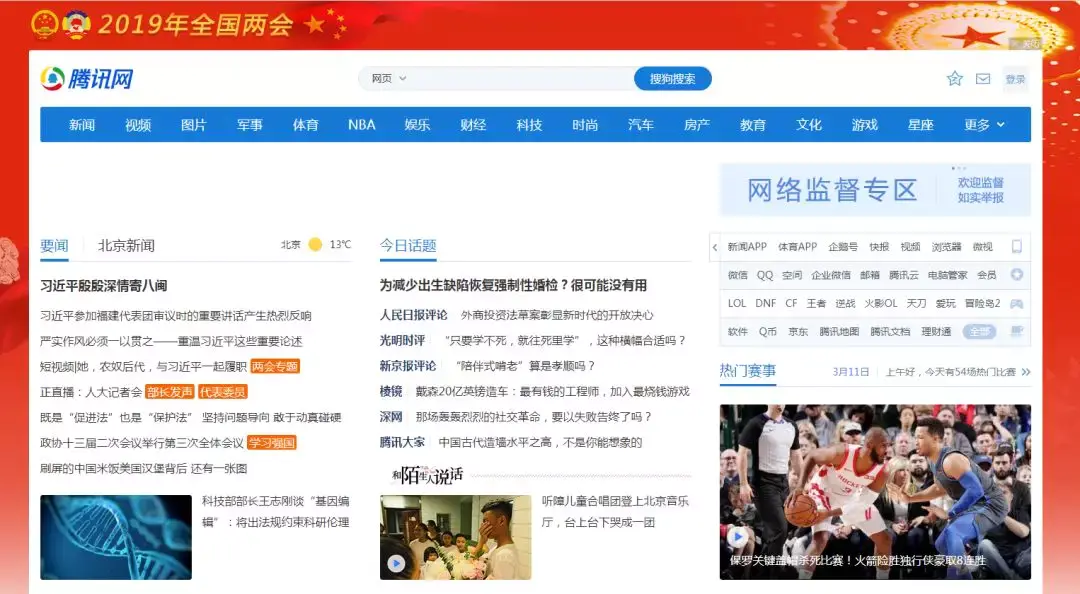 2019年全国两会
关闭
腾讯网
网页
搜狗搜索
登录
新闻 视频 图片 军事 体育 NBA 娱乐 财经 科技 时尚 汽车 房产 教育 文化 游戏 星座 更多
网络监督专区
欢迎监督
如实举报
要闻 北京新闻 北京 13℃
习近平殷殷深情寄八闽
习近平参加福建代表团审议时的重要讲话产生热烈反响
严实作风必须一以贯之——重温习近平这些重要论述
短视频|她,农奴后代,与习近平一起履职 两会专题
正直播:人大记者会 部长发声 代表委员
既是“促进法”也是“保护法” 坚持问题导向 敢于动真碰硬
政协十三届二次会议举行第三次全体会议 学习强国
刷屏的中国米饭美国汉堡背后 还有一张图
科技部部长王志刚谈“基因编
辑”:将出法规约束科研伦理
今日话题
为减少出生缺陷恢复强制性婚检?很可能没有用
人民日报评论 外商投资法草案彰显新时代的开放决心
光明时评 “只要学不死,就往死里学”,这种横幅合适吗?
新京报评论 “陪伴式啃老”算是孝顺吗?
棱镜 戴森20亿英镑造车:最有钱的工程师,加入最烧钱游戏
深网 那场轰轰烈烈的社交革命,要以失败告终了吗?
腾讯大家 中国古代造墙水平之高,不是你能想象的
和陌生人说话
听障儿童合唱团登上北京音乐
厅,台上台下哭成一团
新闻APP 体育APP 企鹅号 快报 视频 浏览器 微视
微信 QQ 空间 企业微信 邮箱 腾讯云 电脑管家 会员
LOL DNF CF 王者 逆战 火影OL 天刀 爱玩 冒险岛2
软件 Q币 京东 腾讯地图 腾讯文档 理财通 全部
热门赛事 3月11日 上午好,今天有54场热门比赛
ROCKETS
3
保罗关键盖帽杀死比赛!火箭险胜独行侠豪取8连胜